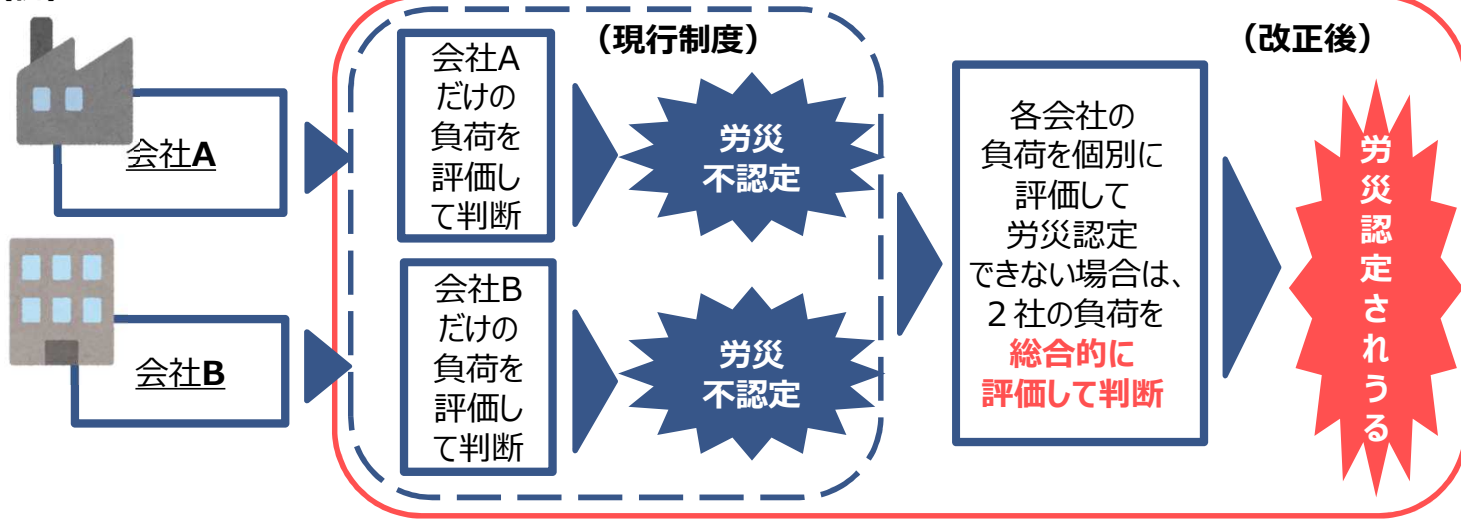 会社A
会社B
（現行制度）
会社A
だけの
負荷を
評価し
て判断
労災
不認定
会社B
だけの
負荷を
評価し
て判断
労災
不認定
（改正後）
各会社の
負荷を個別に
評価して
労災認定
できない場合は、
２社の負荷を
総合的に
評価して判断
労災認定されうる